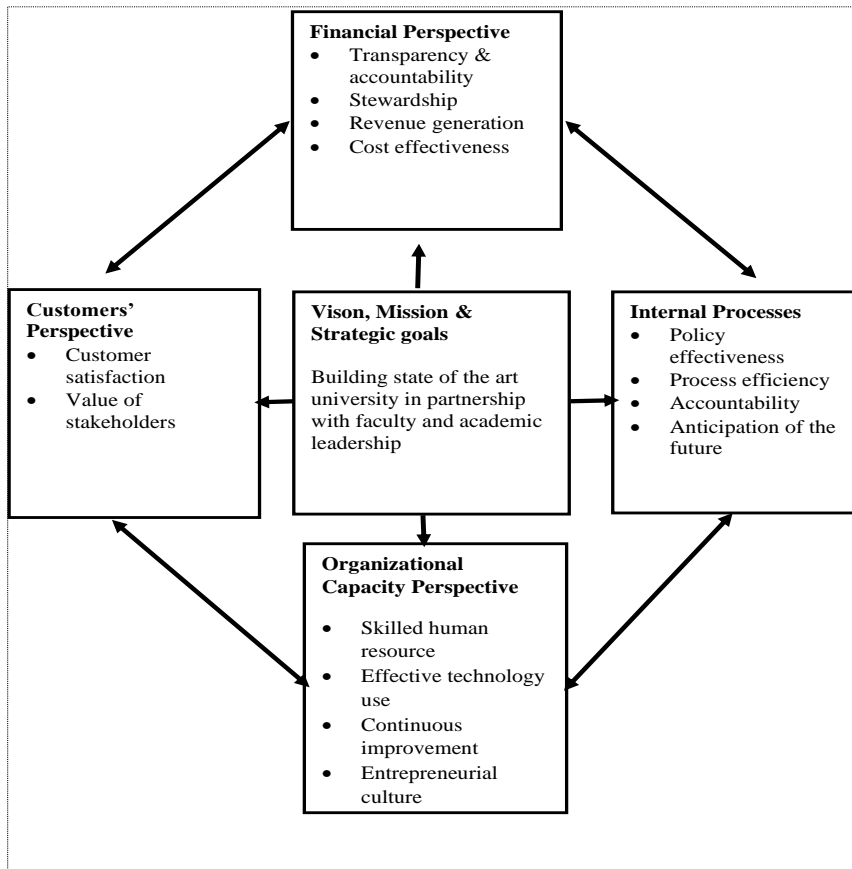 Financial Perspective
• Transparency &
accountability
• Stewardship
• Revenue generation
• Cost effectiveness
Customers’
Perspective
• Customer
satisfaction
• Value of
stakeholders
Vison, Mission &
Strategic goals
Building state of the art
university in partnership
with faculty and academic
leadership
Internal Processes
• Policy
effectiveness
• Process efficiency
• Accountability
• Anticipation of the
future
Organizational
Capacity Perspective
• Skilled human
resource
• Effective technology
use
• Continuous
improvement
• Entrepreneurial
culture